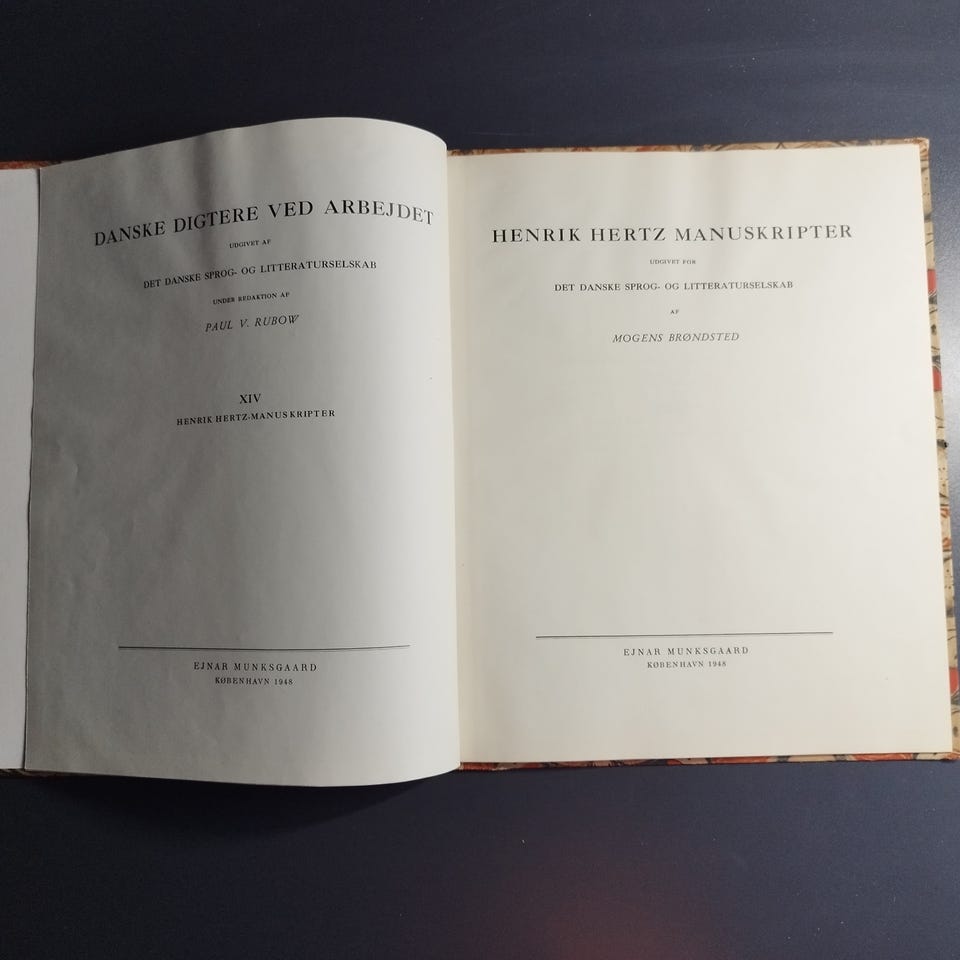 DANSKE DIGTERE VED ARBEJDET
UDGIVET AF
DET DANSKE SPROG- OG LITTERATURSELSKAB
UNDER REDAKTION AF
PAUL V. RUBOW
XIV
HENRIK HERTZ-MANUSKRIPTER
EJNAR MUNKSGAARD
KØBENHAVN 1948
HENRIK HERTZ MANUSKRIPTER
UDGIVET FOR
DET DANSKE SPROG- OG LITTERATURSELSKAB
AF
MOGENS BRØNDSTED
EJNAR MUNKSGAARD
KØBENHAVN 1948